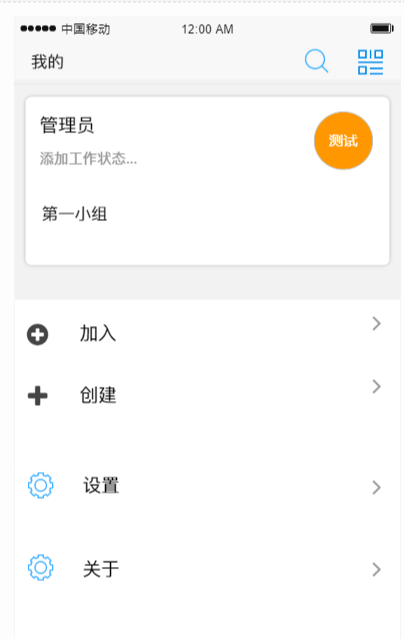 中国移动 12:00 AM
我的
管理员
测试
添加工作状态...
第一小组
加入
创建
设置
关于